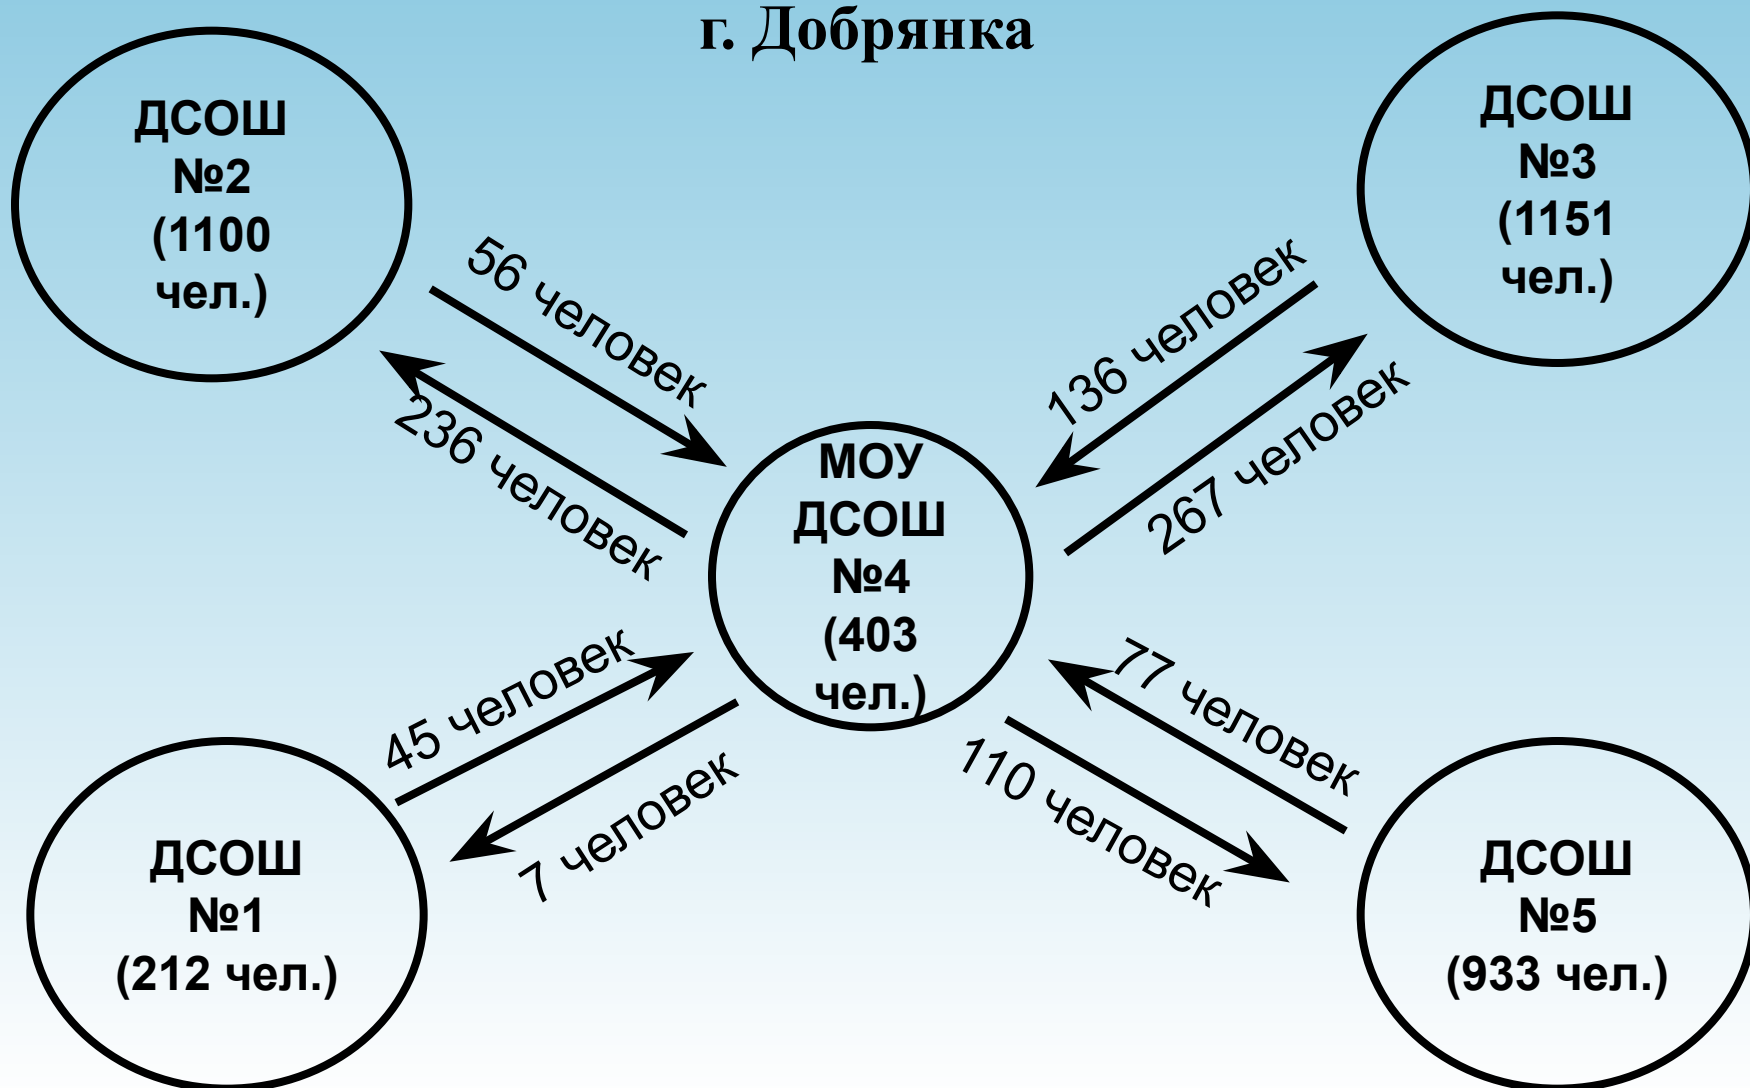 г. Добрянка
ДСОШ
№2
(1100
чел.)
ДСОШ
№3
(1151
чел.)
56 человек
236 человек
136 человек
267 человек
МОУ
ДСОШ
№4
(403
чел.)
45 человек
7 человек
77 человек
110 человек
ДСОШ
№1
(212 чел.)
ДСОШ
№5
(933 чел.)